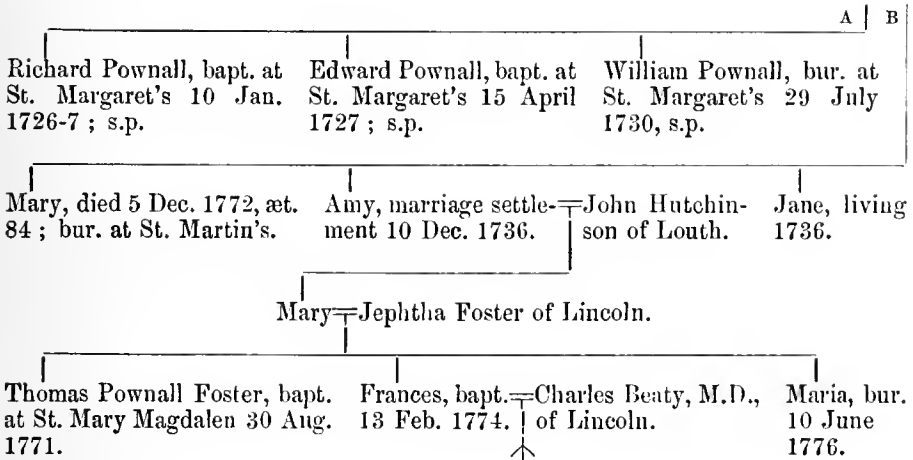 A | B
Richard Pownall, bapt. at
St. Margaret's 10 Jan.
1726-7 ; s.p.
Edward Pownall, bapt. at
St. Margaret's 15 April
1727 ; s.p.
William Pownall, bur. at
St. Margaret's 29 July
1730, s.p.
Mary, died 5 Dec. 1772, æt.
84 ; bur. at St. Martin's.
Amy, marriage settle-
ment 10 Dec. 1736.
John Hutchin-
son of Louth.
Jane, living
1736.
Mary=Jephtha Foster of Lincoln.
Thomas Pownall Foster, bapt.
at St. Mary Magdalen 30 Aug.
1771.
Frances, bapt.
13 Feb. 1774.
Charles Beaty, M.D.,
of Lincoln.
Maria, bur.
10 June
1776.